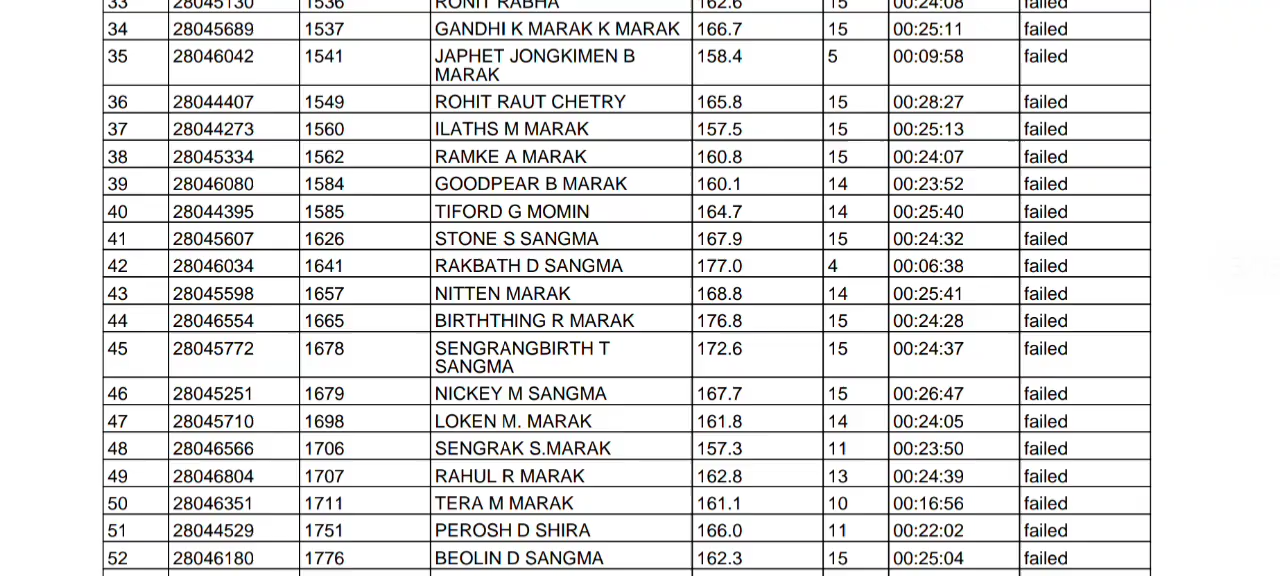 33 28045130 1536 RONIT RABHA 162.6 15 00:24:08 failed
34 28045689 1537 GANDHI K MARAK K MARAK 166.7 15 00:25:11 failed
35 28046042 1541 JAPHET JONGKIMEN B 158.4 5 00:09:58 failed
MARAK
36 28044407 1549 ROHIT RAUT CHETRY 165.8 15 00:28:27 failed
37 28044273 1560 ILATHS M MARAK 157.5 15 00:25:13 failed
38 28045334 1562 RAMKE A MARAK 160.8 15 00:24:07 failed
39 28046080 1584 GOODPEAR B MARAK 160.1 14 00:23:52 failed
40 28044395 1585 TIFORD G MOMIN 164.7 14 00:25:40 failed
41 28045607 1626 STONE S SANGMA 167.9 15 00:24:32 failed
42 28046034 1641 RAKBATH D SANGMA 177.0 4 00:06:38 failed
43 28045598 1657 NITTEN MARAK 168.8 14 00:25:41 failed
44 28046554 1665 BIRTHTHING R MARAK 176.8 15 00:24:28 failed
45 28045772 1678 SENGRANGBIRTH T 172.6 15 00:24:37 failed
SANGMA
46 28045251 1679 NICKEY M SANGMA 167.7 15 00:26:47 failed
47 28045710 1698 LOKEN M. MARAK 161.8 14 00:24:05 failed
48 28046566 1706 SENGRAK S.MARAK 157.3 11 00:23:50 failed
49 28046804 1707 RAHUL R MARAK 162.8 13 00:24:39 failed
50 28046351 1711 TERA M MARAK 161.1 10 00:16:56 failed
51 28044529 1751 PEROSH D SHIRA 166.0 11 00:22:02 failed
52 28046180 1776 BEOLIN D SANGMA 162.3 15 00:25:04 failed